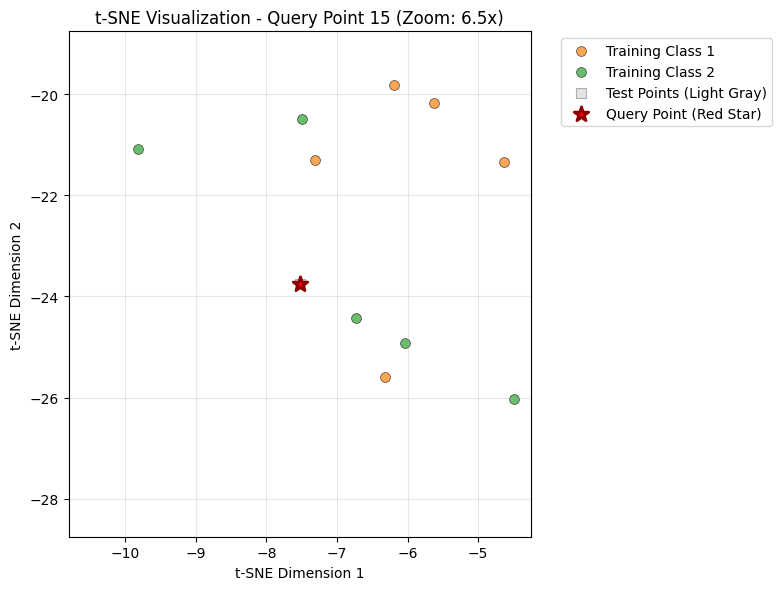 t-SNE Visualization - Query Point 15 (Zoom: 6.5x)
Training Class 1
Training Class 2
Test Points (Light Gray)
Query Point (Red Star)
t-SNE Dimension 2
−20
−22
−24
−26
−28
−10
−9
−8
−7
−6
−5
t-SNE Dimension 1